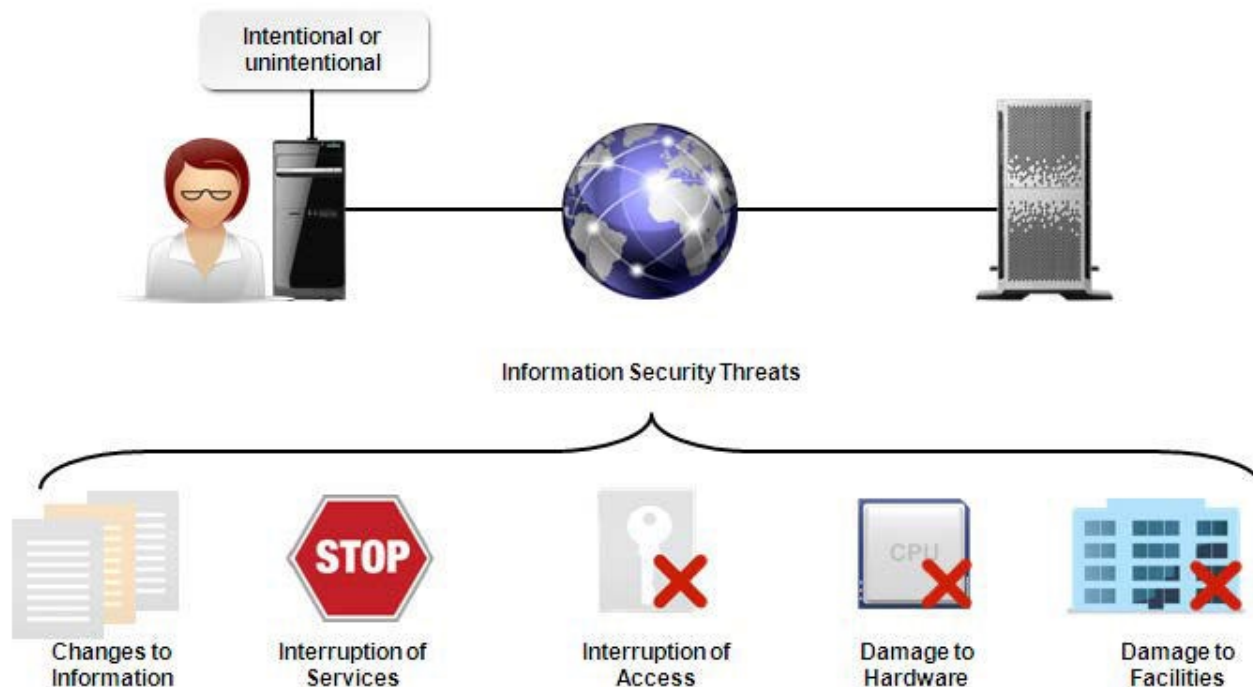 Intentional or
unintentional
Information Security Threats
STOP
CPU
Changes to
Information
Interruption of
Services
Interruption of
Access
Damage to
Hardware
Damage to
Facilities